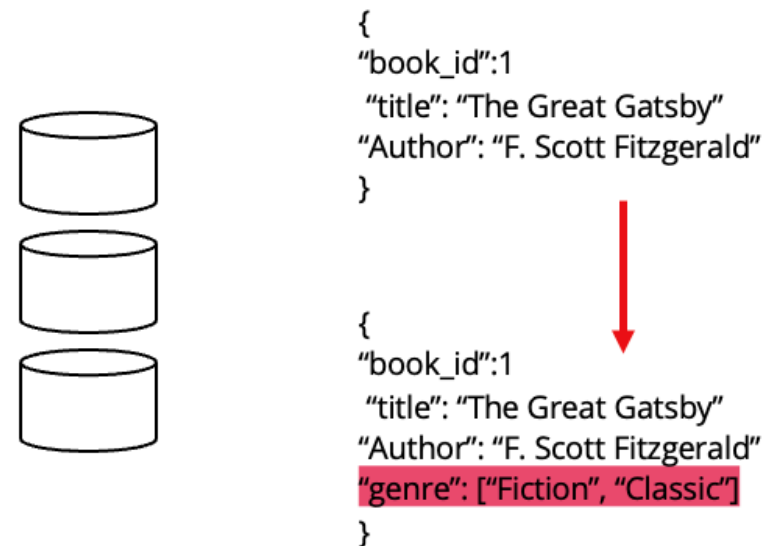 {
“book_id”:1
“title”: “The Great Gatsby”
“Author”: “F. Scott Fitzgerald”
}
{
“book_id”:1
“title”: “The Great Gatsby”
“Author”: “F. Scott Fitzgerald”
“genre”: [“Fiction”, “Classic”]
}